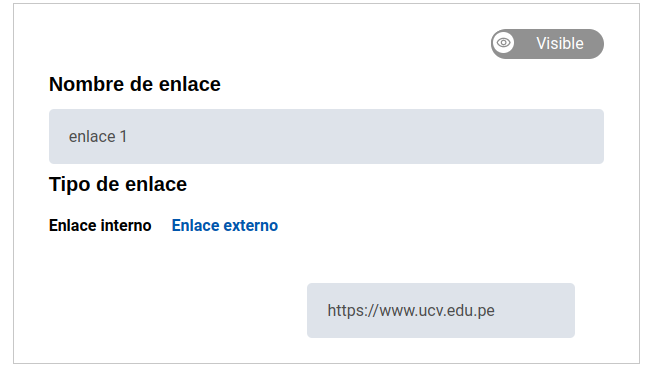 Visible
Nombre de enlace
enlace 1
Tipo de enlace
Enlace interno Enlace externo
https://www.ucv.edu.pe